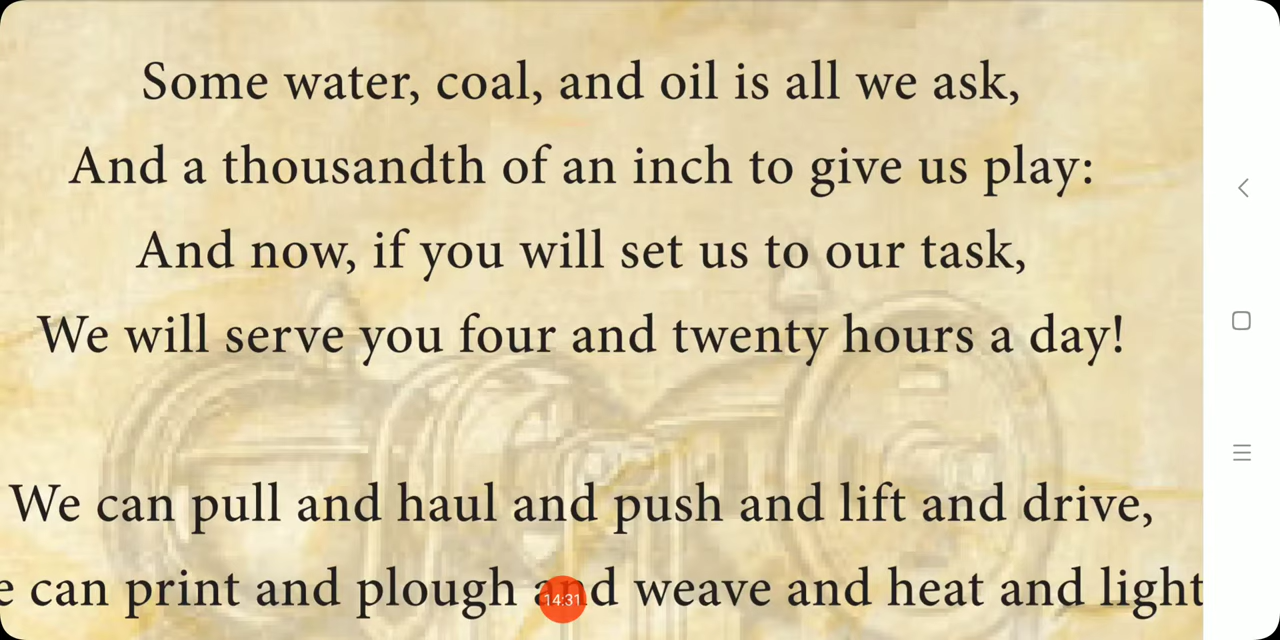 Some water, coal, and oil is all we ask,
And a thousandth of an inch to give us play:
And now, if you will set us to our task,
We will serve you four and twenty hours a day!
We can pull and haul and push and lift and drive,
can print and plough and weave and heat and light
14:31